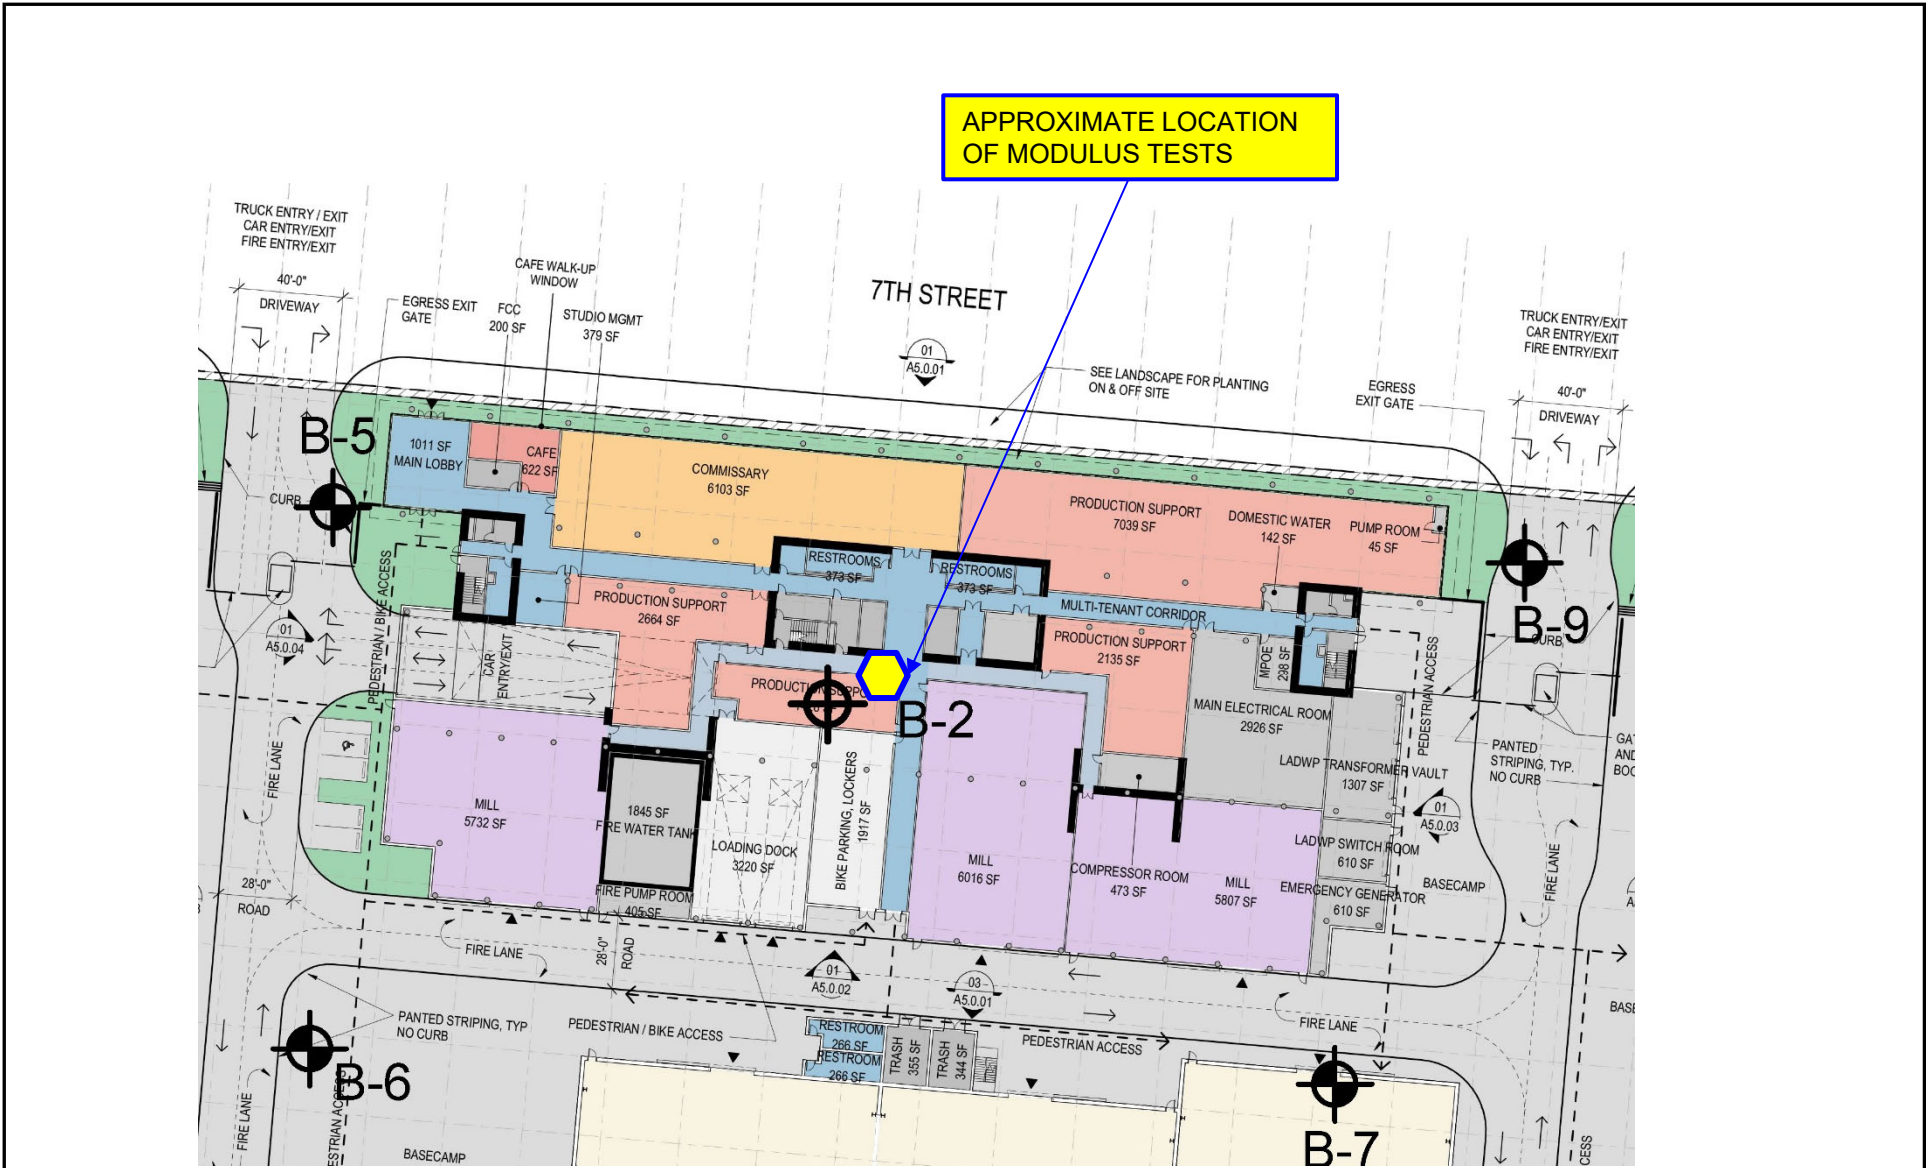 APPROXIMATE LOCATION
OF MODULUS TESTS
TRUCK ENTRY / EXIT
CAR ENTRY/EXIT
FIRE ENTRY/EXIT
40'-0"
DRIVEWAY
EGRESS EXIT
GATE
FCC
200 SF
CAFE WALK-UP
WINDOW
STUDIO MGMT
379 SF
7TH STREET
01
A5.0.01
SEE LANDSCAPE FOR PLANTING
ON & OFF SITE
EGRESS
EXIT GATE
TRUCK ENTRY/EXIT
CAR ENTRY/EXIT
FIRE ENTRY/EXIT
40'-0"
DRIVEWAY
B-5
CURB
1011 SF
MAIN LOBBY
CAFE
622 SF
COMMISSARY
6103 SF
PRODUCTION SUPPORT
7039 SF
DOMESTIC WATER
142 SF
PUMP ROOM
45 SF
RESTROOMS
373 SF
RESTROOMS
373 SF
MULTI-TENANT CORRIDOR
B-9
CURB
01
A5.0.04
PEDESTRIAN / BIKE ACCESS
CAR
ENTRY/EXIT
PRODUCTION SUPPORT
2664 SF
PRODUCTION SUPPO
B-2
PRODUCTION SUPPORT
2135 SF
MPOE
298 SF
MAIN ELECTRICAL ROOM
2926 SF
PEDESTRIAN ACCESS
LADWP TRANSFORMER VAULT
1307 SF
PANTED
STRIPING, TYP.
NO CURB
GA
AND
BOO
FIRE LANE
MILL
5732 SF
1845 SF
FIRE WATER TANK
LOADING DOCK
3220 SF
BIKE PARKING, LOCKERS
1917 SF
MILL
6016 SF
COMPRESSOR ROOM
473 SF
MILL
5807 SF
01
A5.0.03
LADWP SWITCH ROOM
610 SF
EMERGENCY GENERATOR
610 SF
BASECAMP
FIRE LANE
A
28'-0"
ROAD
FIRE PUMP ROOM
405 SF
FIRE LANE
28'-0"
ROAD
01
A5.0.02
03
A5.0.01
BASE
PANTED STRIPING, TYP
NO CURB
PEDESTRIAN / BIKE ACCESS
RESTROOM
266 SF
RESTROOM
266 SF
TRASH
355 SF
TRASH
344 SF
PEDESTRIAN ACCESS
FIRE LANE
B-6
FIRE LANE
ESTRIAN ACCESS
BASECAMP
B-7
CESS